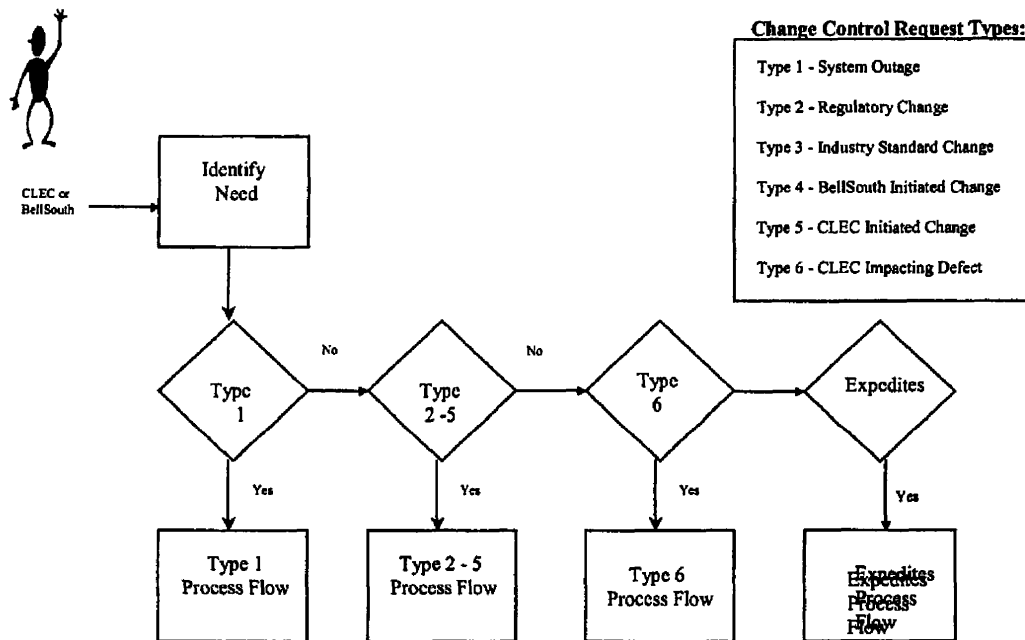 Change Control Request Types:
Type 1 - System Outage
Type 2 - Regulatory Change
Type 3 - Industry Standard Change
Type 4 - BellSouth Initiated Change
Type 5 - CLEC Initiated Change
Type 6 - CLEC Impacting Defect
CLEC or
BellSouth
Identify
Need
Type
1
No
Type
2 -5
No
Type
6
Expedites
Yes
Yes
Yes
Yes
Type 1
Process Flow
Type 2 - 5
Process Flow
Type 6
Process Flow
Expedites
Process
Flow
Expedites
Process
Flow